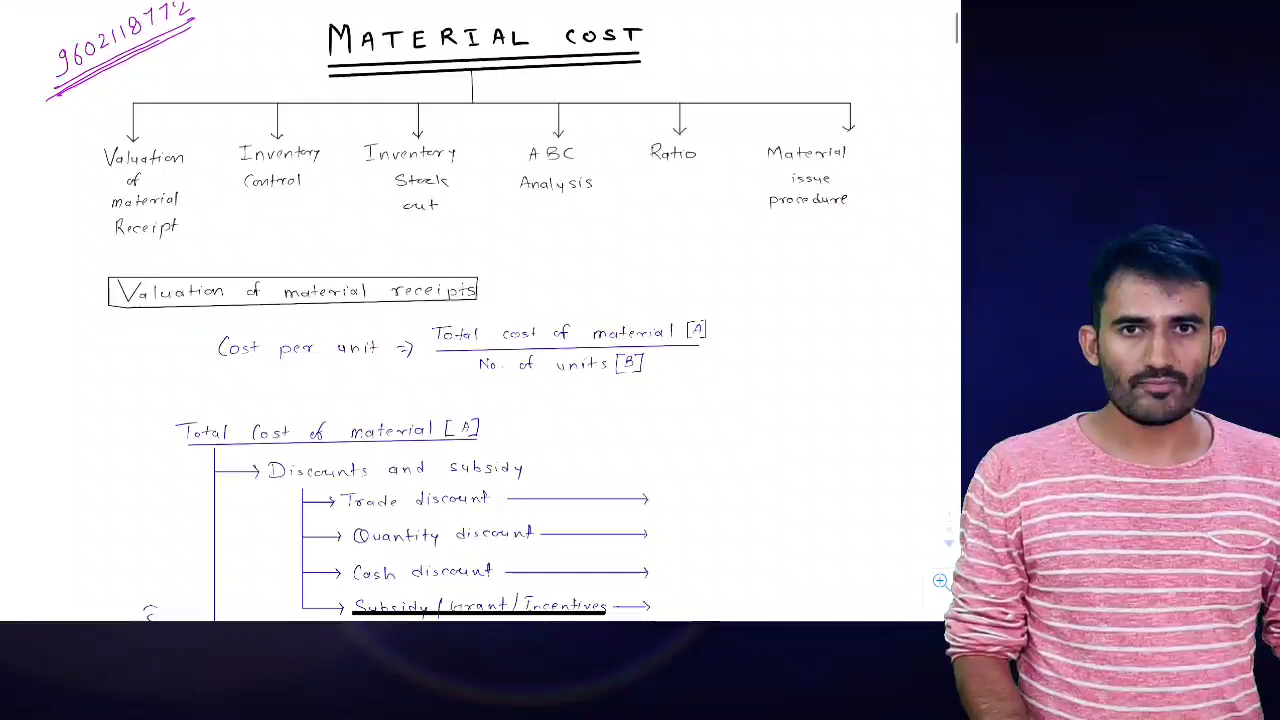 9602118772
MATERIAL COST
Valuation of material Receipt
Inventory Control
Inventory Stock out
ABC Analysis
Ratio
Material issue procedure
Valuation of material receipts
Cost per unit => Total cost of material [A]
No. of units [B]
Total Cost of material [A]
Discounts and subsidy
Trade discount
Quantity discount
Cash discount
Subsidy/Grant/Incentives